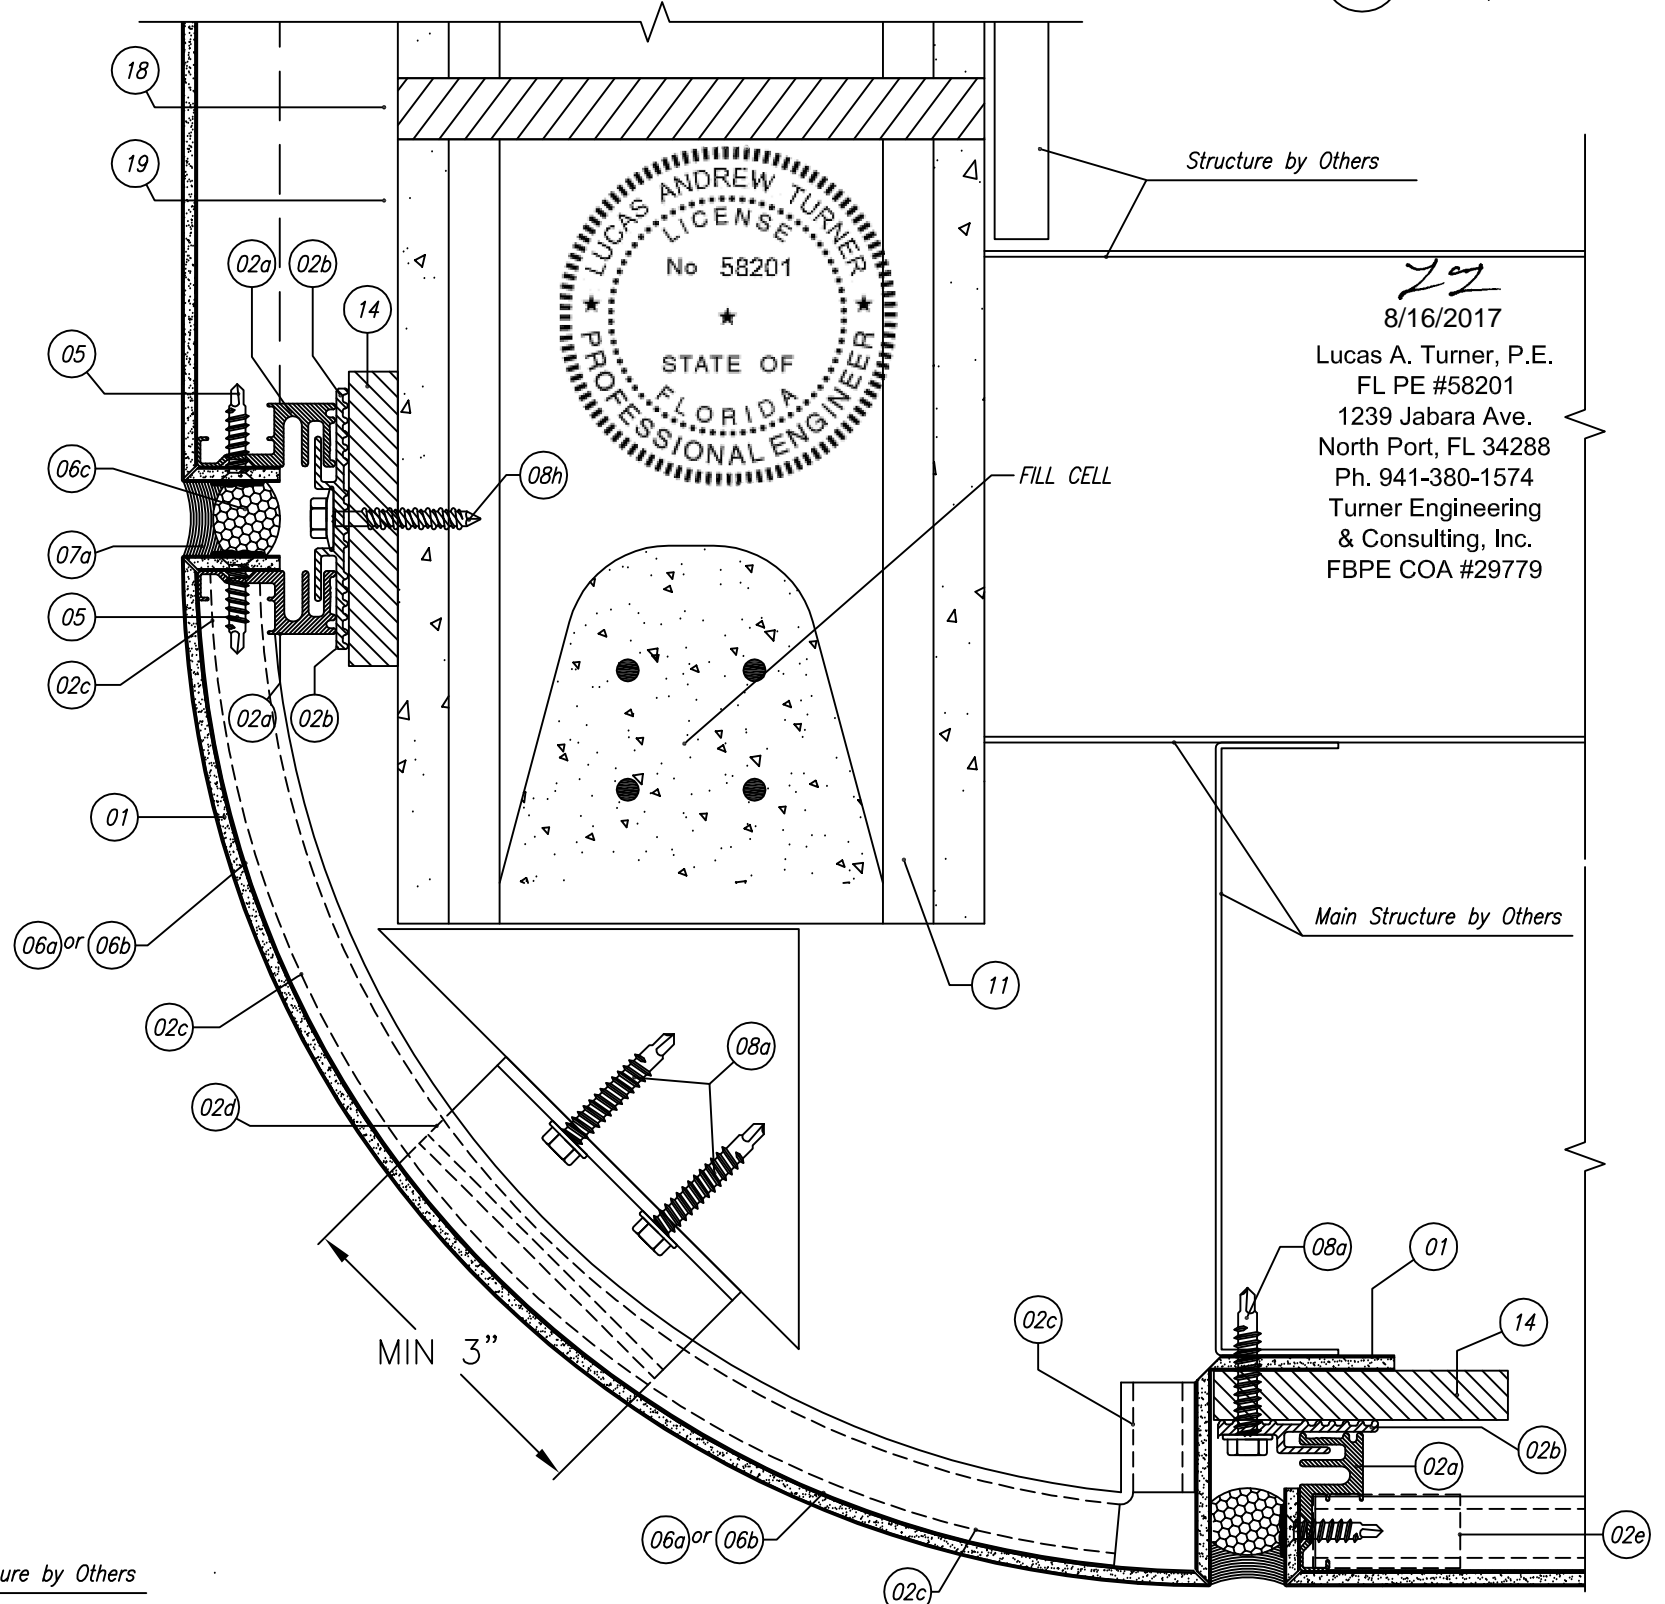 18
19
Structure by Others
LUCAS ANDREW TURNER
LICENSE
No 58201
STATE OF
FLORIDA
PROFESSIONAL ENGINEER
8/16/2017
Lucas A. Turner, P.E.
FL PE #58201
1239 Jabara Ave.
North Port, FL 34288
Ph. 941-380-1574
Turner Engineering
& Consulting, Inc.
FBPE COA #29779
02a
02b
14
05
06c
08h
FILL CELL
07a
05
02c
02a
02b
01
06a or 06b
Main Structure by Others
11
02c
08a
02d
08a
01
14
02c
MIN 3"
02b
02a
06a or 06b
02e
02c
by Others